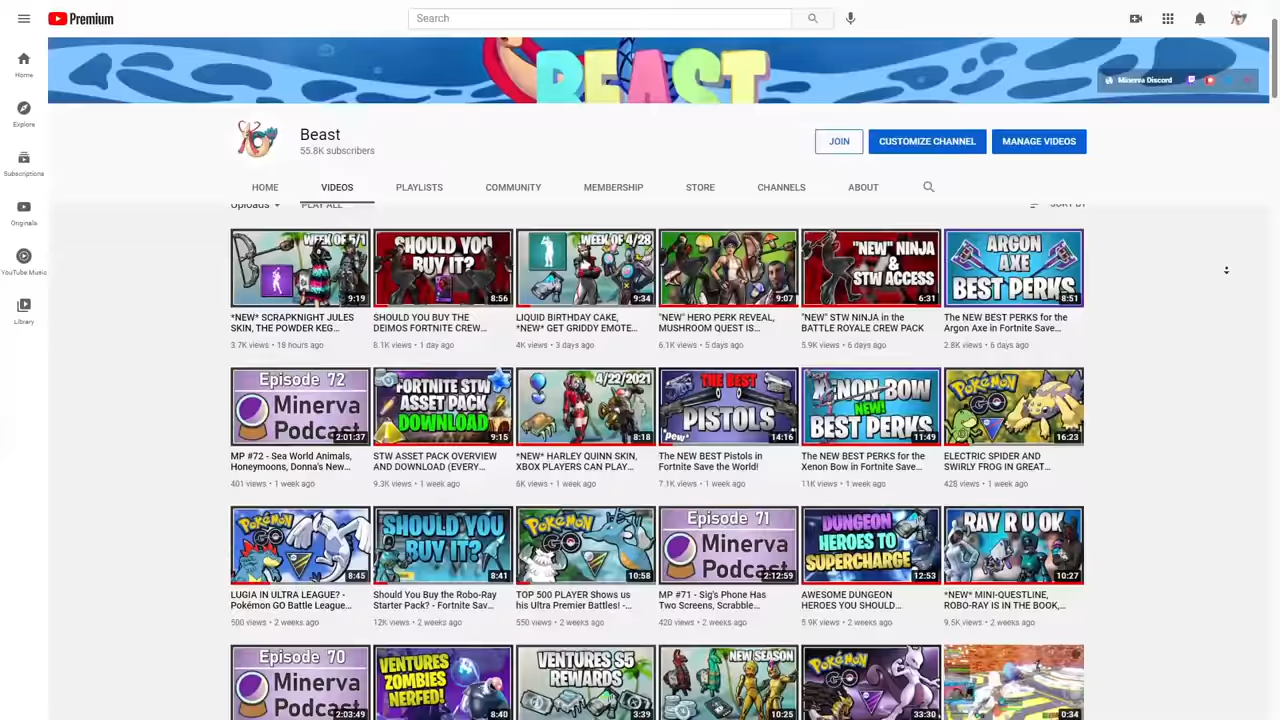 Premium
Search
Home
Explore
Subscriptions
Originals
YouTube Music
Library
BEAST
Minerva Discord
Beast
55.8K subscribers
JOIN
CUSTOMIZE CHANNEL
MANAGE VIDEOS
HOME
VIDEOS
PLAYLISTS
COMMUNITY
MEMBERSHIP
STORE
CHANNELS
ABOUT
Uploads
PLAY ALL
SORT BY
WEEK OF 5/1
9:19
*NEW* SCRAPKNIGHT JULES
SKIN, THE POWDER KEG...
3.7K views • 18 hours ago
SHOULD YOU
BUY IT?
8:56
SHOULD YOU BUY THE
DEIMOS FORTNITE CREW...
8.1K views • 1 day ago
WEEK OF 4/28
9:34
LIQUID BIRTHDAY CAKE,
*NEW* GET GRIDDY EMOTE...
4K views • 3 days ago
9:07
*NEW* HERO PERK REVEAL,
MUSHROOM QUEST IS...
6.1K views • 5 days ago
"NEW" NINJA
&
STW ACCESS
6:31
"NEW" STW NINJA in the
BATTLE ROYALE CREW PACK
5.9K views • 6 days ago
ARGON
AXE
BEST PERKS
8:51
The NEW BEST PERKS for the
Argon Axe in Fortnite Save...
2.8K views • 6 days ago
Episode 72
Minerva
Podcast
2:01:37
MP #72 - Sea World Animals,
Honeymoons, Donna's New...
401 views • 1 week ago
FORTNITE STW
ASSET PACK
DOWNLOAD
9:15
STW ASSET PACK OVERVIEW
AND DOWNLOAD (EVERY...
9.3K views • 1 week ago
4/22/2021
8:18
*NEW* HARLEY QUINN SKIN,
XBOX PLAYERS CAN PLAY...
6K views • 1 week ago
THE BEST
PISTOLS
*pew*
14:16
The NEW BEST Pistols in
Fortnite Save the World!
7.1K views • 1 week ago
XENON BOW
NEW!
BEST PERKS
11:49
The NEW BEST PERKS for the
Xenon Bow in Fortnite Save...
11K views • 1 week ago
POKÉMON
GO
16:23
ELECTRIC SPIDER AND
SWIRLY FROG IN GREAT...
428 views • 1 week ago
POKÉMON
GO
8:45
LUGIA IN ULTRA LEAGUE? -
Pokémon GO Battle League...
500 views • 2 weeks ago
SHOULD YOU
BUY IT?
8:41
Should You Buy the Robo-Ray
Starter Pack? - Fortnite Sav...
12K views • 2 weeks ago
POKÉMON
GO
10:58
TOP 500 PLAYER Shows us
his Ultra Premier Battles! -...
550 views • 2 weeks ago
Episode 71
Minerva
Podcast
2:12:59
MP #71 - Sig's Phone Has
Two Screens, Scrabble...
420 views • 2 weeks ago
DUNGEON
HEROES TO
SUPERCHARGE
12:53
AWESOME DUNGEON
HEROES YOU SHOULD...
5.9K views • 2 weeks ago
RAY R U OK
10:27
*NEW* MINI-QUESTLINE,
ROBO-RAY IS IN THE BOOK,...
9.5K views • 2 weeks ago
Episode 70
Minerva
Podcast
2:03:49
VENTURES
ZOMBIES
NERFED!
8:40
VENTURES S5
REWARDS
3:39
NEW SEASON
10:25
POKÉMON
GO
33:30
0:34